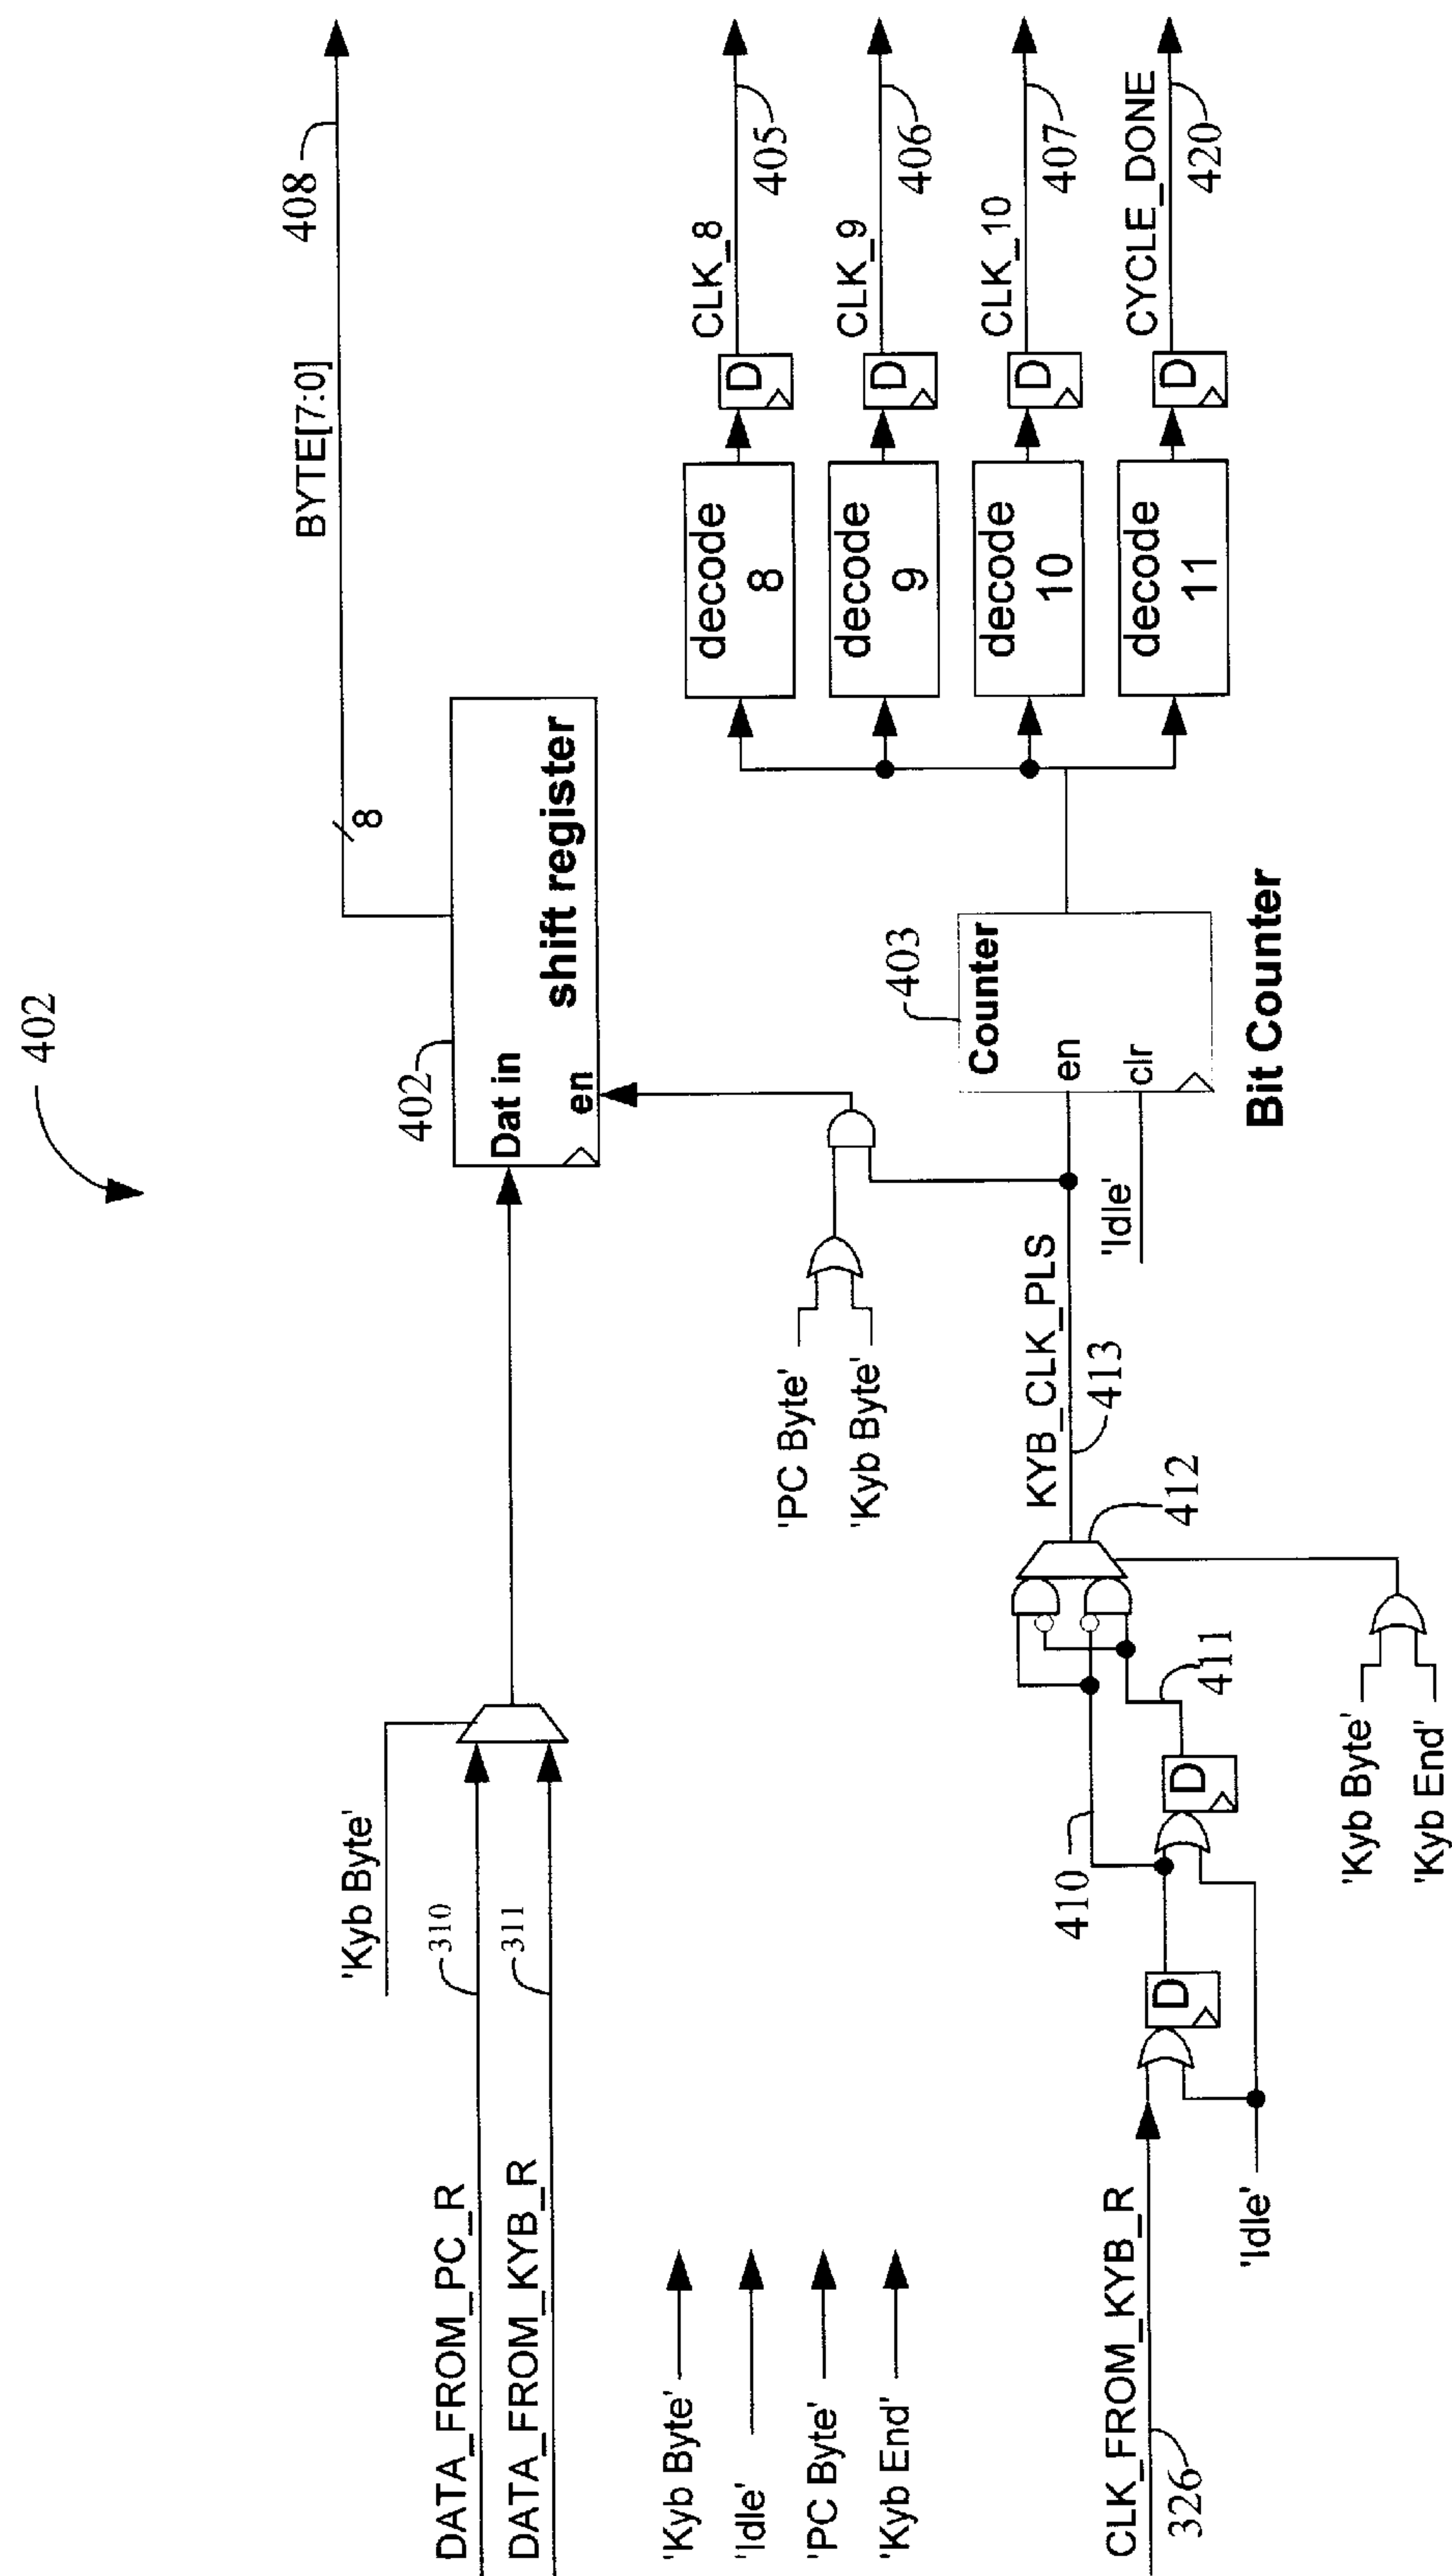 402
408
BYTE[7:0]
8
402
Dat in
en
shift register
'Kyb Byte'
310
311
DATA_FROM_PC_R
DATA_FROM_KYB_R
'Kyb Byte'
'Idle'
'PC Byte'
'Kyb End'
'PC Byte'
'Kyb Byte'
CLK_FROM_KYB_R
326
'Idle'
D
410
D
411
412
'Kyb Byte'
'Kyb End'
KYB_CLK_PLS
413
'Idle'
403
Counter
en
clr
Bit Counter
decode
8
D
CLK_8
405
decode
9
D
CLK_9
406
decode
10
D
CLK_10
407
decode
11
D
CYCLE_DONE
420